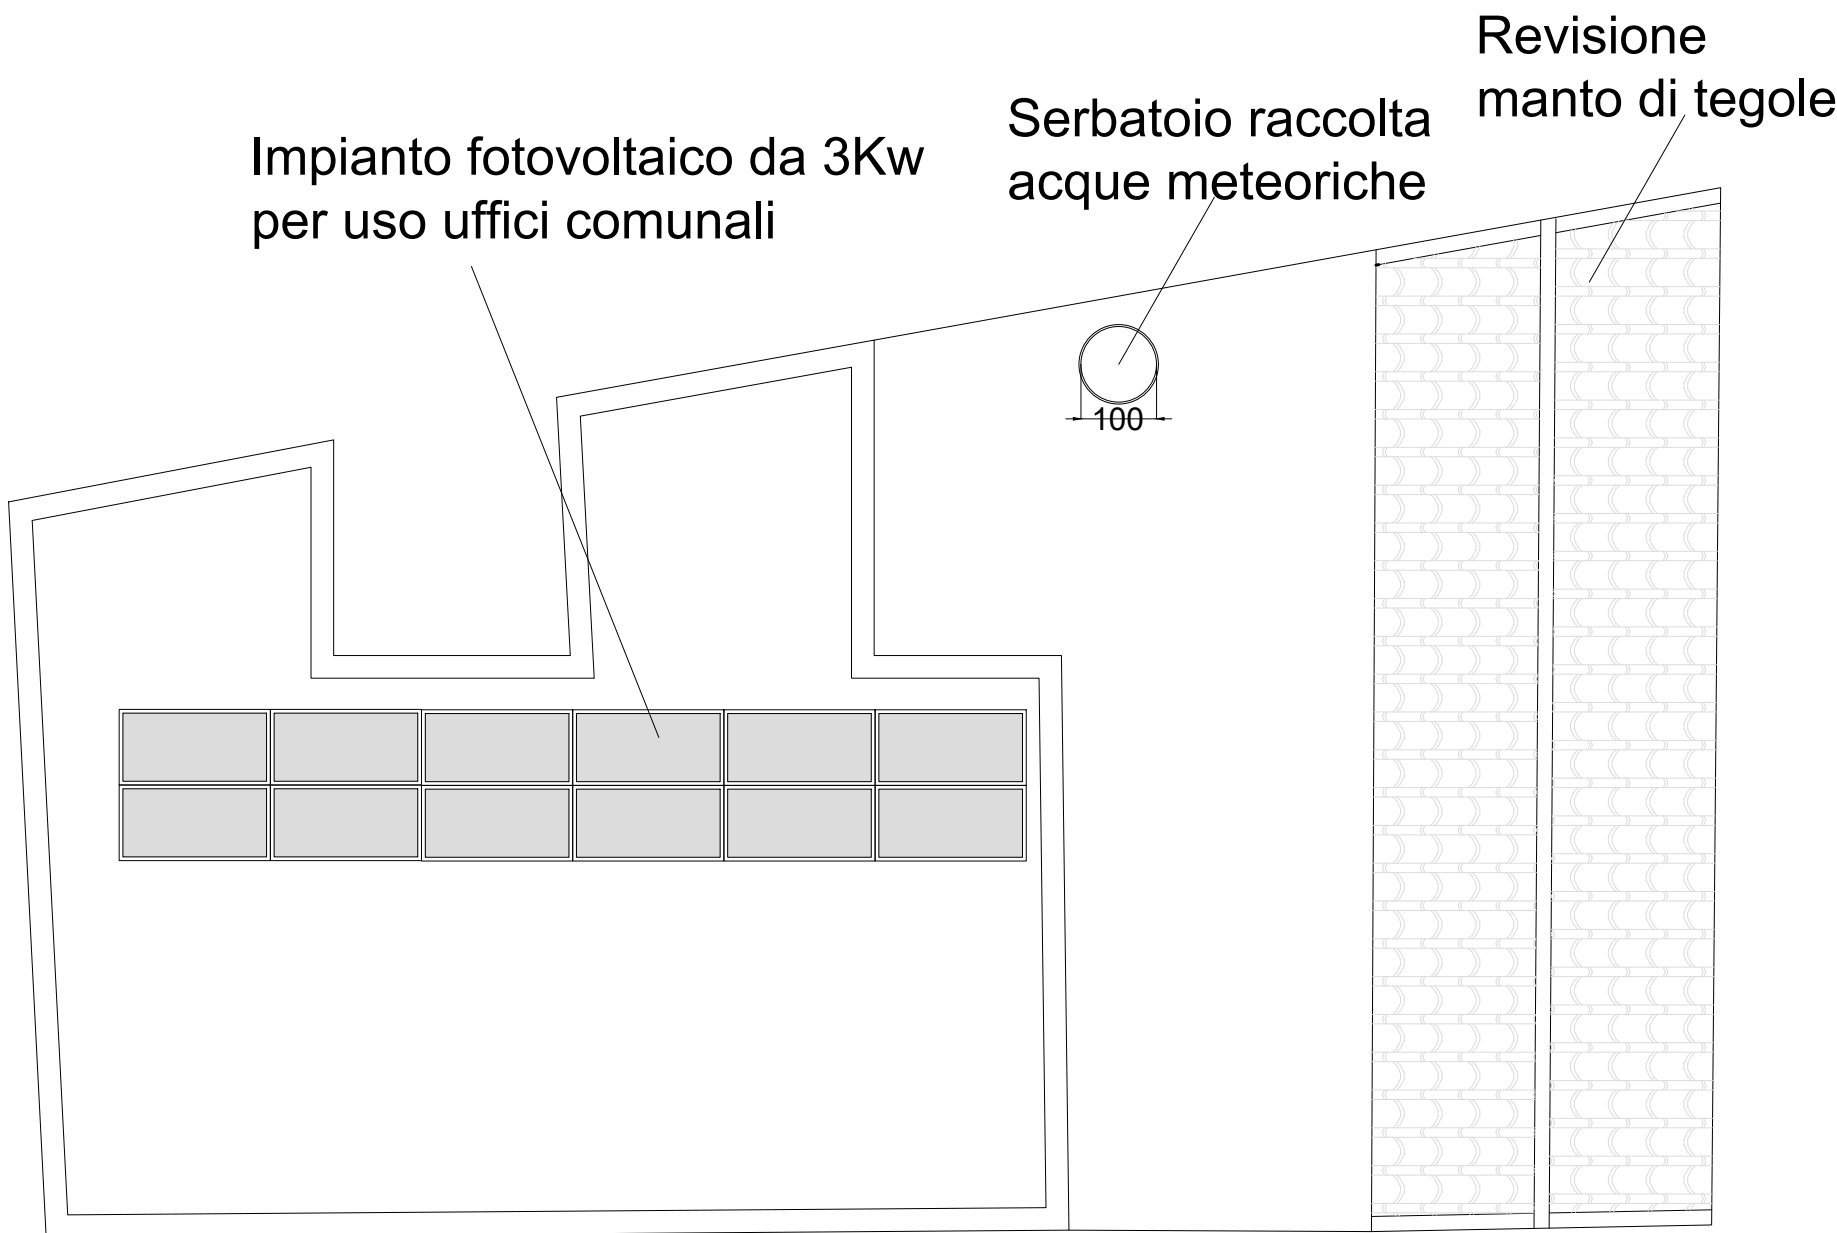 Revisione
manto di tegole
Serbatoio raccolta
acque meteoriche
Impianto fotovoltaico da 3Kw
per uso uffici comunali
100